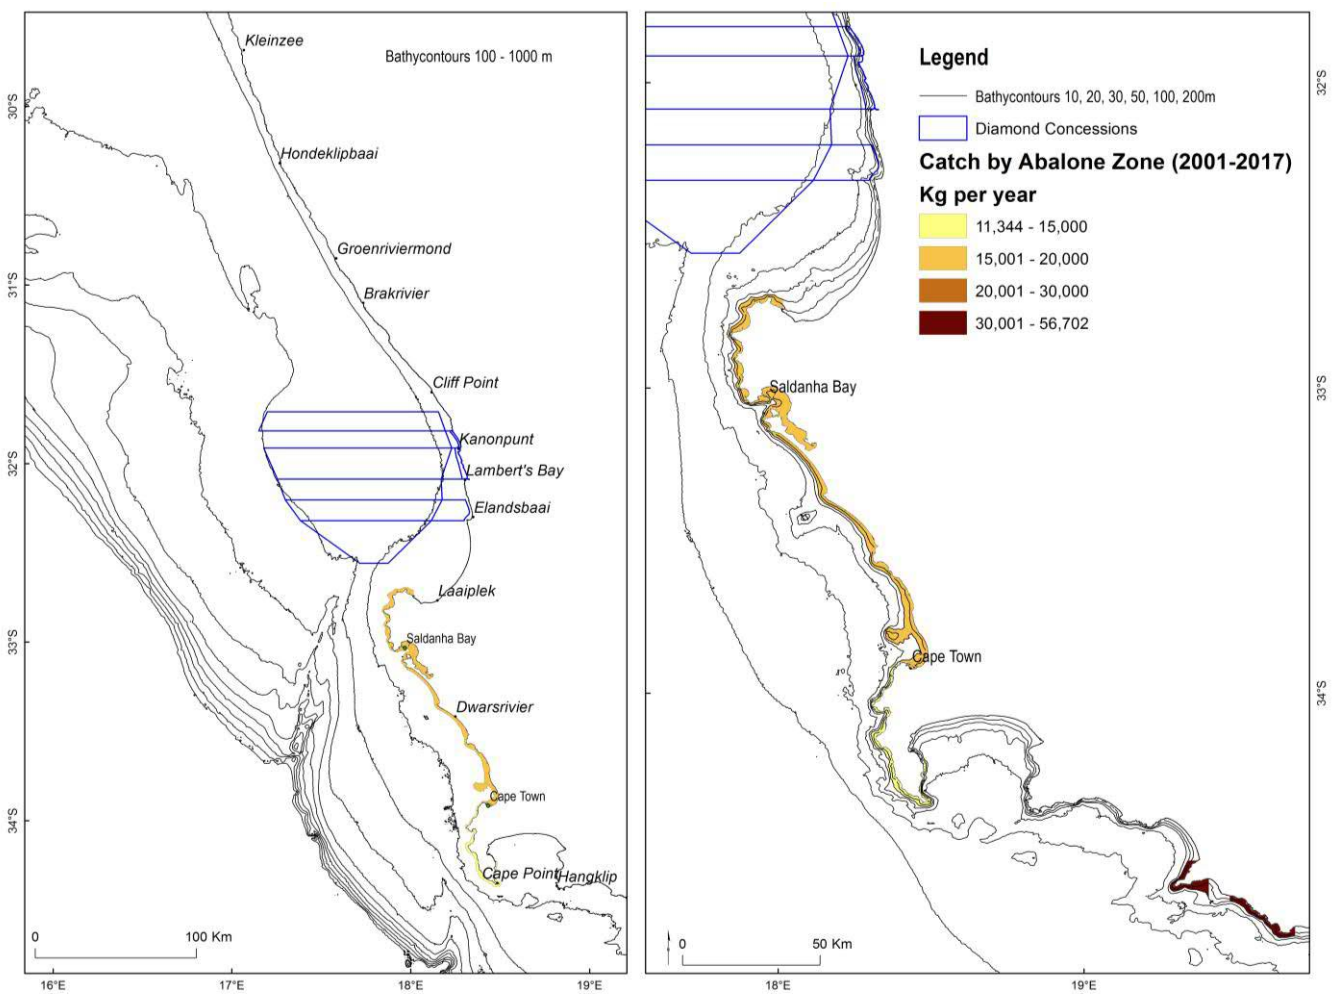 Kleinzee
Bathycontours 100 - 1000 m
30°S
Hondeklipbaai
Groenriviermond
31°S
Brakrivier
Cliff Point
Kanonpunt
32°S
Lambert's Bay
Elandsbaai
Laaiplek
33°S
Saldanha Bay
Dwarsrivier
Cape Town
34°S
Cape Point
Hangklip
0
100 Km
16°E
17°E
18°E
19°E
Legend
Bathycontours 10, 20, 30, 50, 100, 200m
Diamond Concessions
Catch by Abalone Zone (2001-2017)
Kg per year
11,344 - 15,000
15,001 - 20,000
20,001 - 30,000
30,001 - 56,702
32°S
Saldanha Bay
33°S
Cape Town
34°S
0
50 Km
18°E
19°E